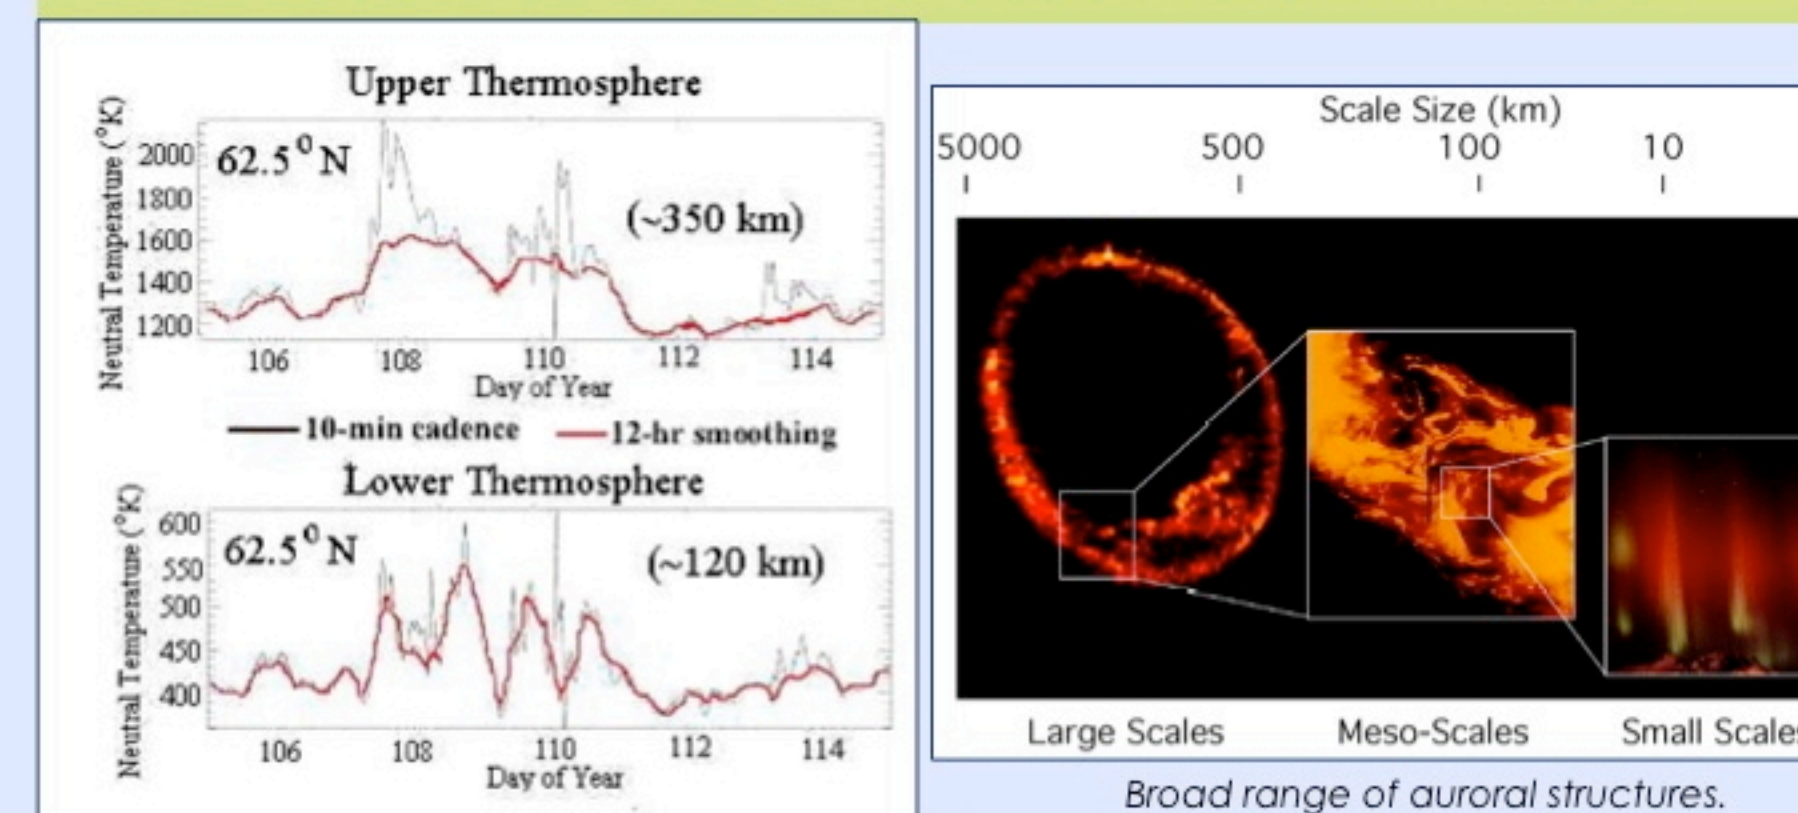 Upper Thermosphere
Neutral Temperature (°K)
2000
1800
1600
1400
1200
62.5⁰ N
(~350 km)
106 108 110 112 114
Day of Year
10-min cadence 12-hr smoothing
Lower Thermosphere
Neutral Temperature (°K)
600
550
500
450
400
62.5⁰ N
(~120 km)
106 108 110 112 114
Day of Year
Scale Size (km)
5000 500 100 10
Large Scales Meso-Scales Small Scales
Broad range of auroral structures.